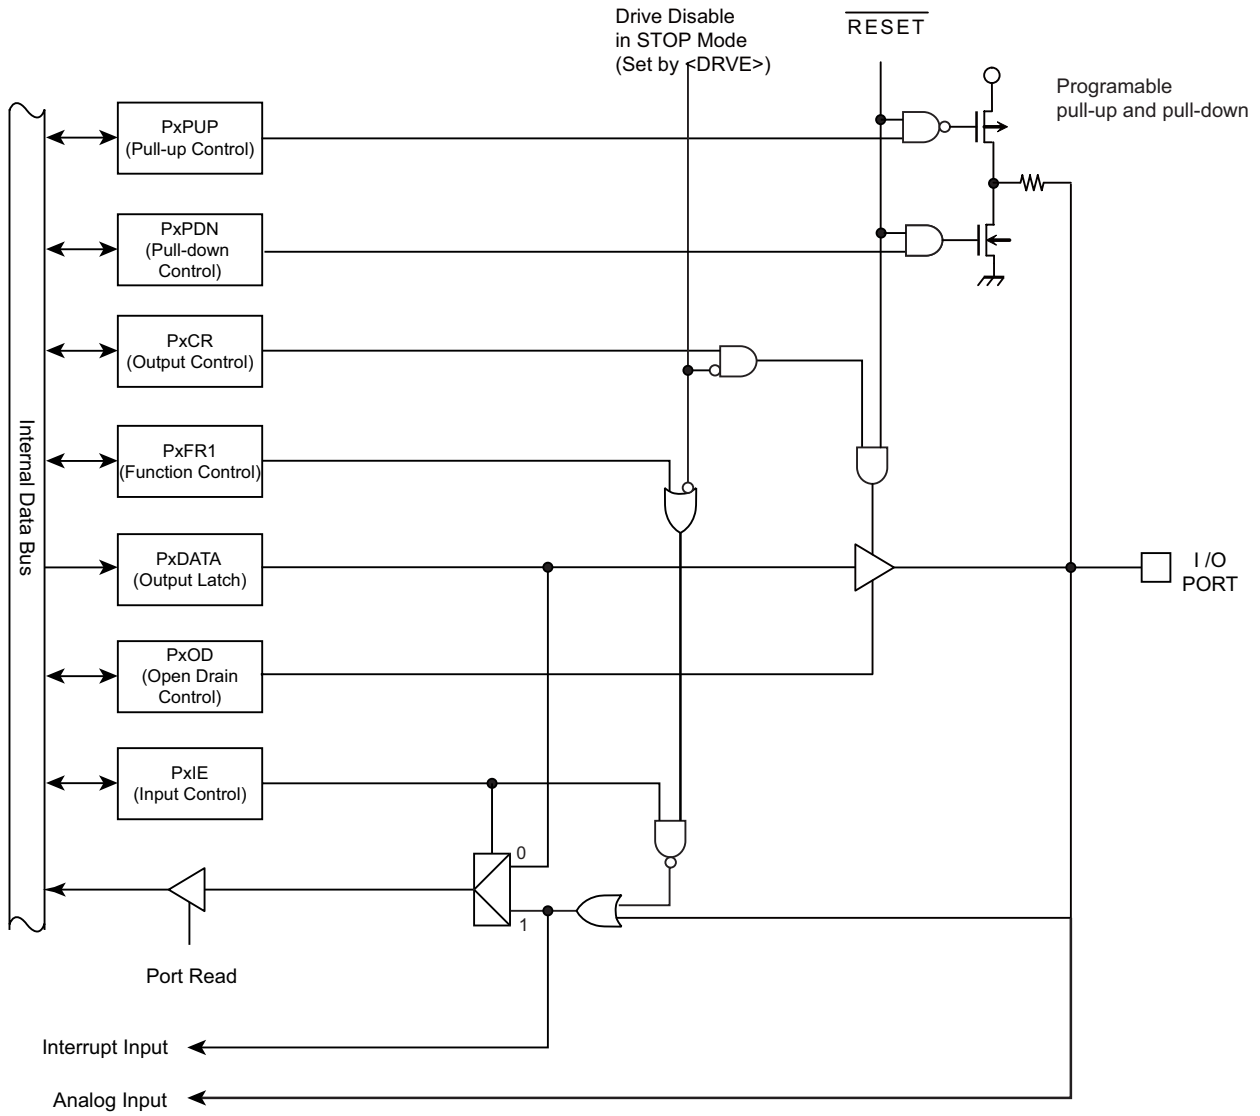 Drive Disable
in STOP Mode
(Set by <DRVE>)
RESET
Programable
pull-up and pull-down
PxPUP
(Pull-up Control)
PxPDN
(Pull-down
Control)
PxCR
(Output Control)
PxFR1
(Function Control)
Internal Data Bus
PxDATA
(Output Latch)
I /O
PORT
PxOD
(Open Drain
Control)
PxIE
(Input Control)
0
1
Port Read
Interrupt Input
Analog Input